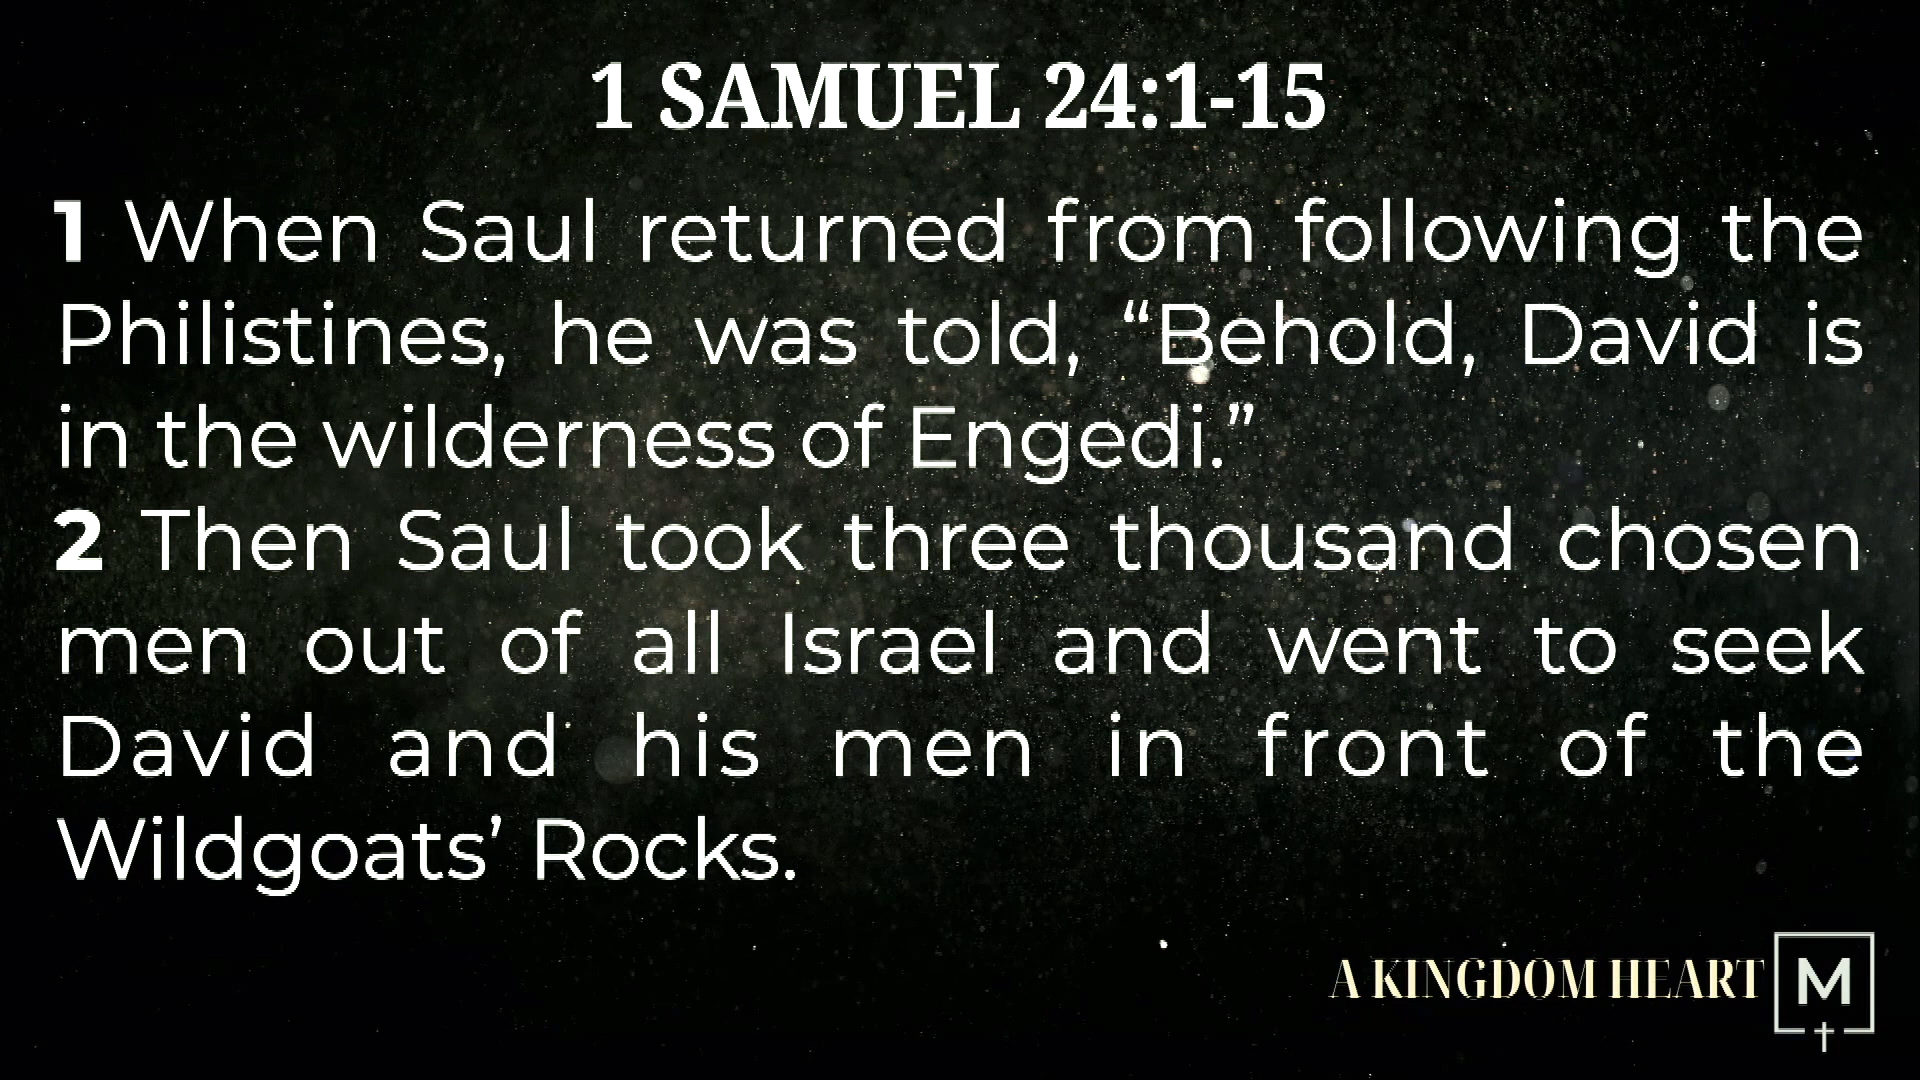 1 SAMUEL 24:1-15
1 When Saul returned from following the
Philistines, he was told, “Behold, David is
in the wilderness of Engedi.”
2 Then Saul took three thousand chosen
men out of all Israel and went to seek
David and his men in front of the
Wildgoats’ Rocks.
A KINGDOM HEART
M